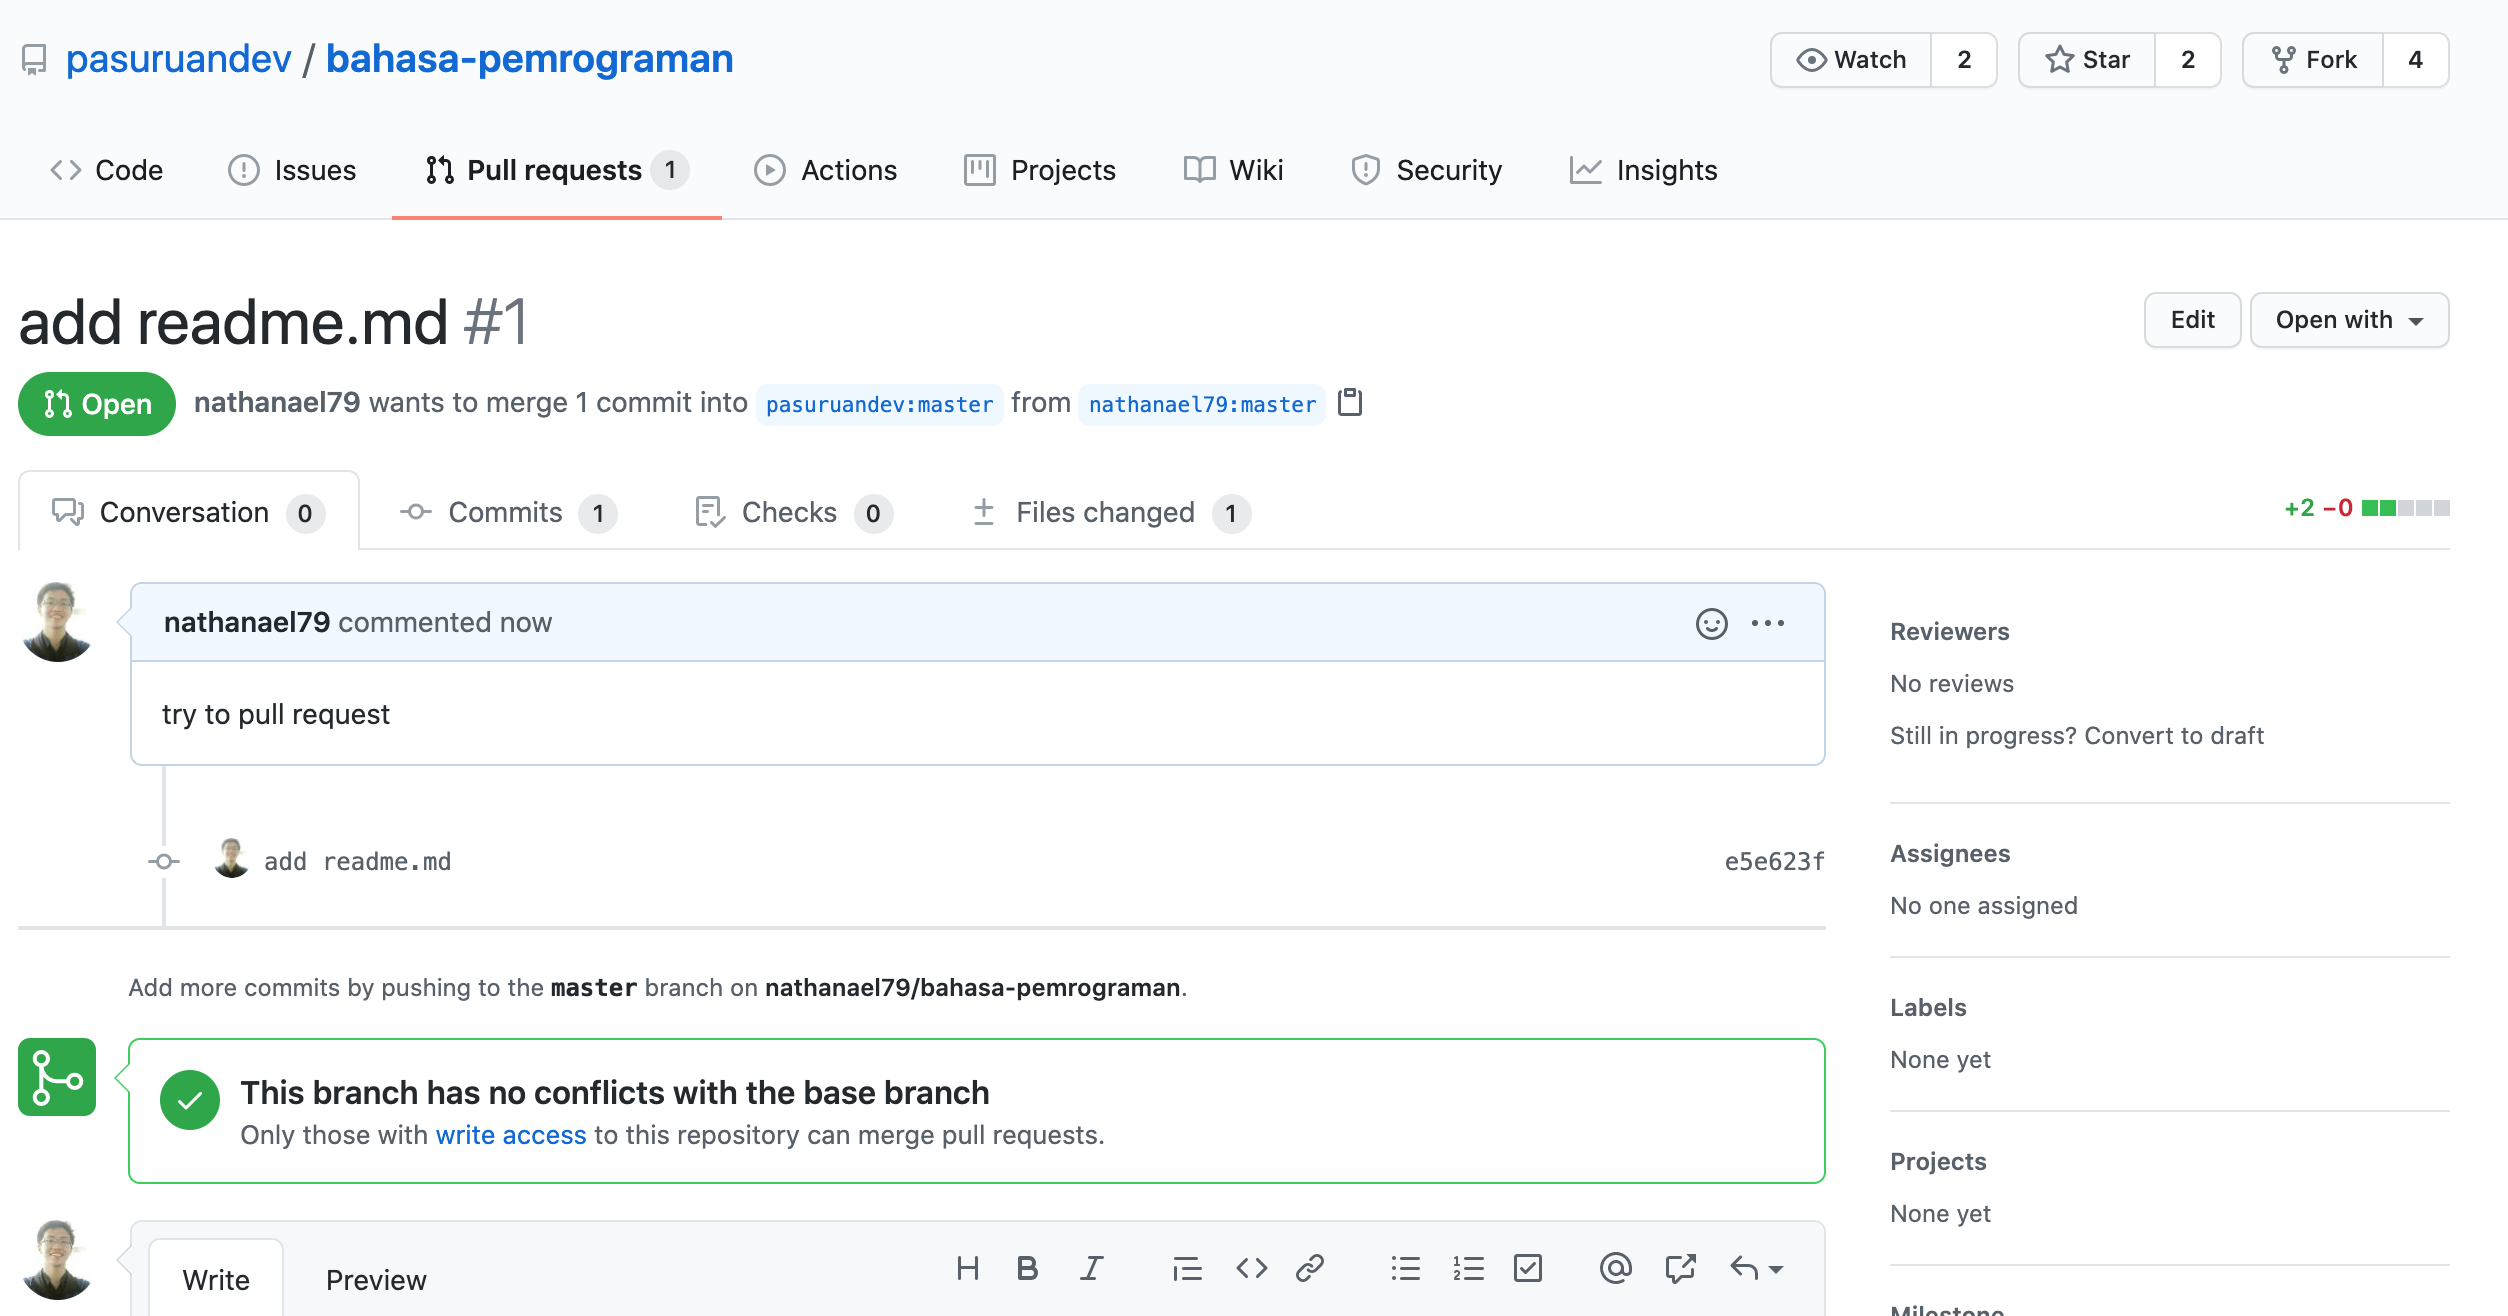 pasuruandev / bahasa-pemrograman
Watch 2 Star 2 Fork 4
Code Issues Pull requests 1 Actions Projects Wiki Security Insights
add readme.md #1
Edit Open with
Open nathanael79 wants to merge 1 commit into pasuruandev:master from nathanael79:master
Conversation 0 Commits 1 Checks 0 Files changed 1
+2 −0
nathanael79 commented now
try to pull request
add readme.md e5e623f
Add more commits by pushing to the master branch on nathanael79/bahasa-pemrograman.
This branch has no conflicts with the base branch
Only those with write access to this repository can merge pull requests.
Write Preview
Reviewers
No reviews
Still in progress? Convert to draft
Assignees
No one assigned
Labels
None yet
Projects
None yet
Milestone